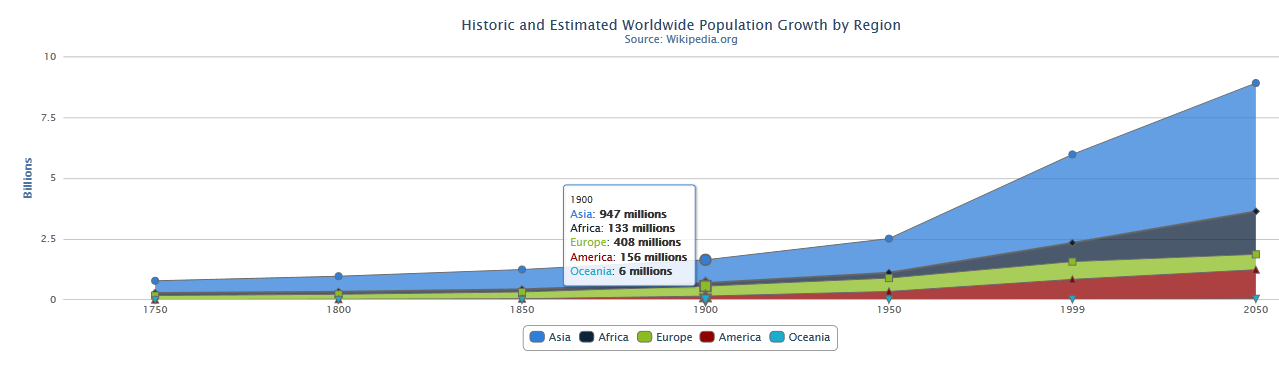 Historic and Estimated Worldwide Population Growth by Region
Source: Wikipedia.org
10
7.5
5
2.5
0
Billions
1900
Asia: 947 millions
Africa: 133 millions
Europe: 408 millions
America: 156 millions
Oceania: 6 millions
1750 1800 1850 1900 1950 1999 2050
Asia Africa Europe America Oceania